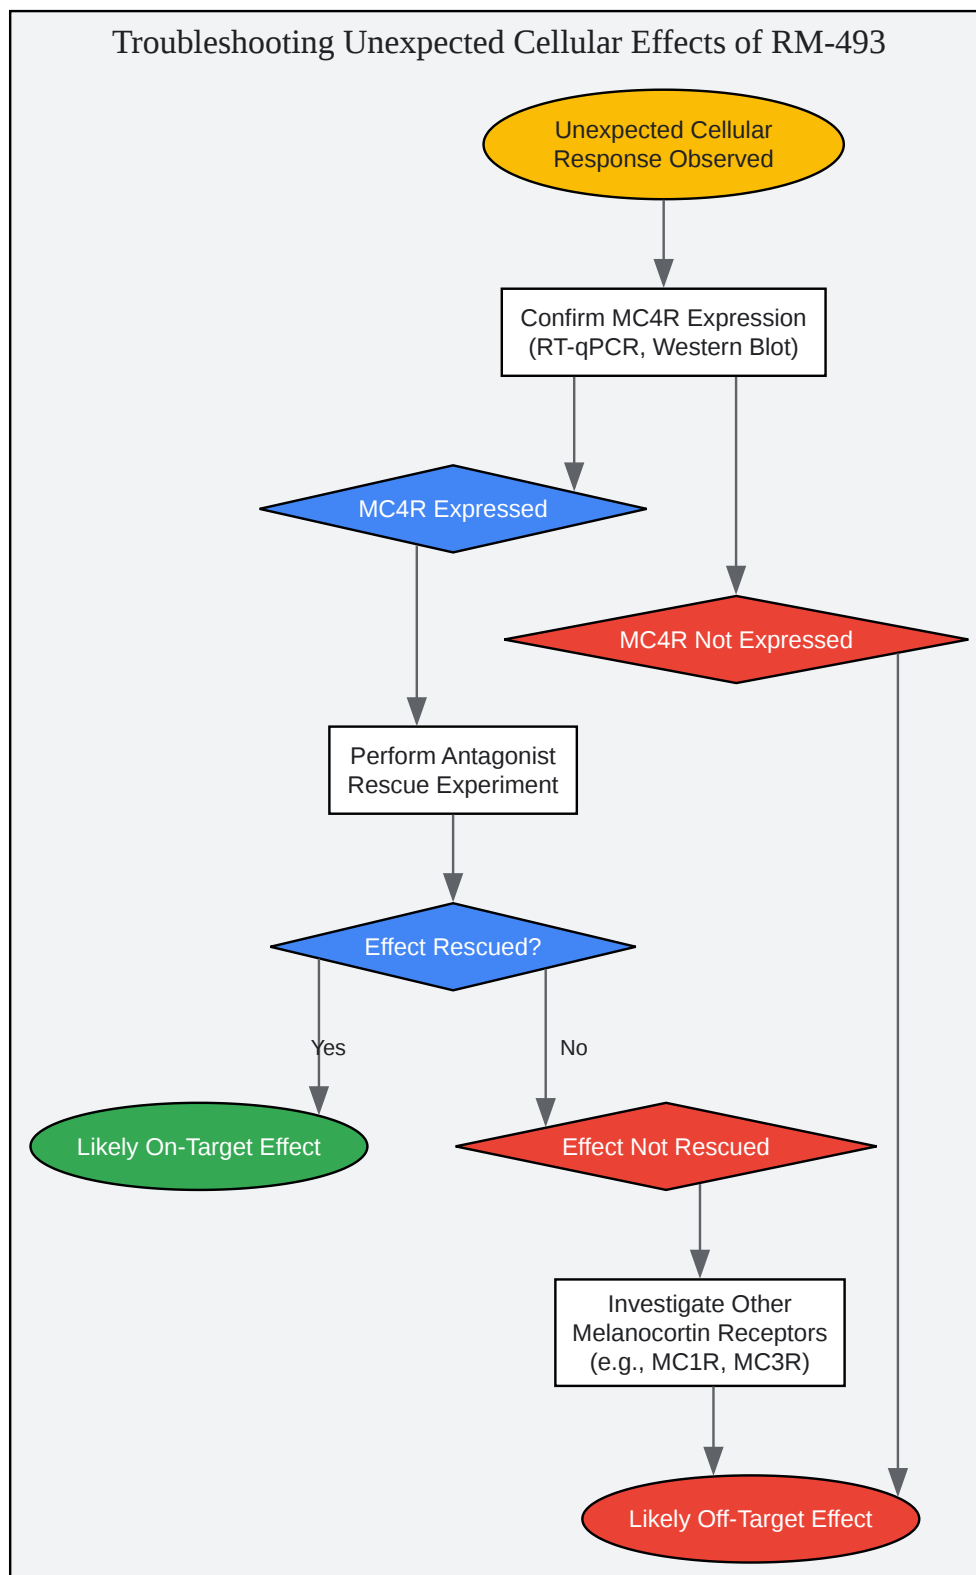 Troubleshooting Unexpected Cellular Effects of RM-493
Unexpected Cellular
Response Observed
Confirm MC4R Expression
(RT-qPCR, Western Blot)
MC4R Expressed
MC4R Not Expressed
Perform Antagonist
Rescue Experiment
Effect Rescued?
Yes
No
Likely On-Target Effect
Effect Not Rescued
Investigate Other
Melanocortin Receptors
(e.g., MC1R, MC3R)
Likely Off-Target Effect